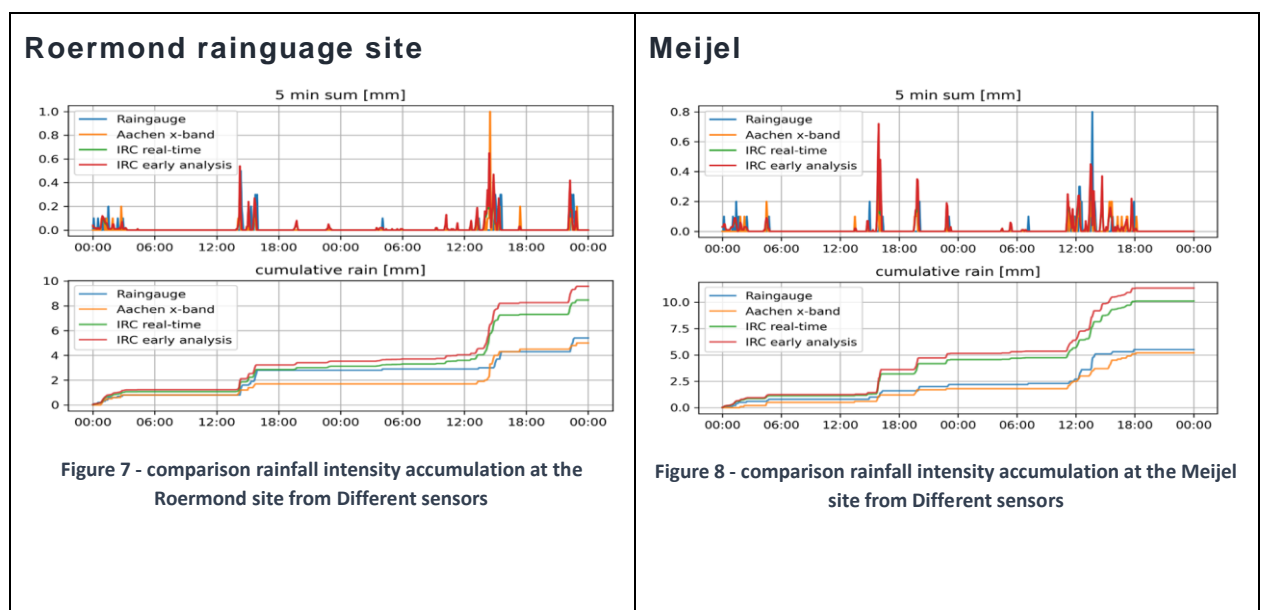 Roermond rainguage site
5 min sum [mm]
1.0
0.8
0.6
0.4
0.2
0.0
Raingauge
Aachen x-band
IRC real-time
IRC early analysis
00:00 06:00 12:00 18:00 00:00 06:00 12:00 18:00 00:00
cumulative rain [mm]
10
8
6
4
2
0
Raingauge
Aachen x-band
IRC real-time
IRC early analysis
00:00 06:00 12:00 18:00 00:00 06:00 12:00 18:00 00:00
Figure 7 - comparison rainfall intensity accumulation at the
Roermond site from Different sensors
Meijel
5 min sum [mm]
0.8
0.6
0.4
0.2
0.0
Raingauge
Aachen x-band
IRC real-time
IRC early analysis
00:00 06:00 12:00 18:00 00:00 06:00 12:00 18:00 00:00
cumulative rain [mm]
10.0
7.5
5.0
2.5
0.0
Raingauge
Aachen x-band
IRC real-time
IRC early analysis
00:00 06:00 12:00 18:00 00:00 06:00 12:00 18:00 00:00
Figure 8 - comparison rainfall intensity accumulation at the Meijel
site from Different sensors